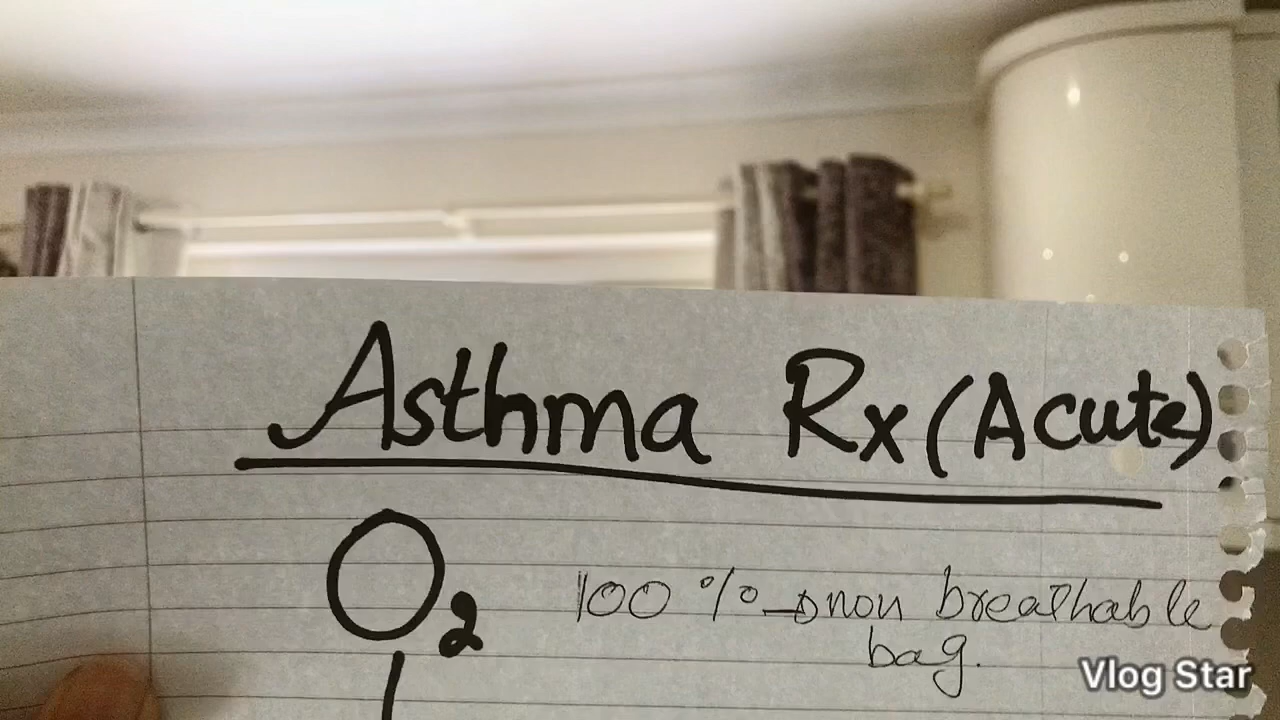 Asthma Rx (Acute)
O₂ 100 % → non breathable
bag.
Vlog Star